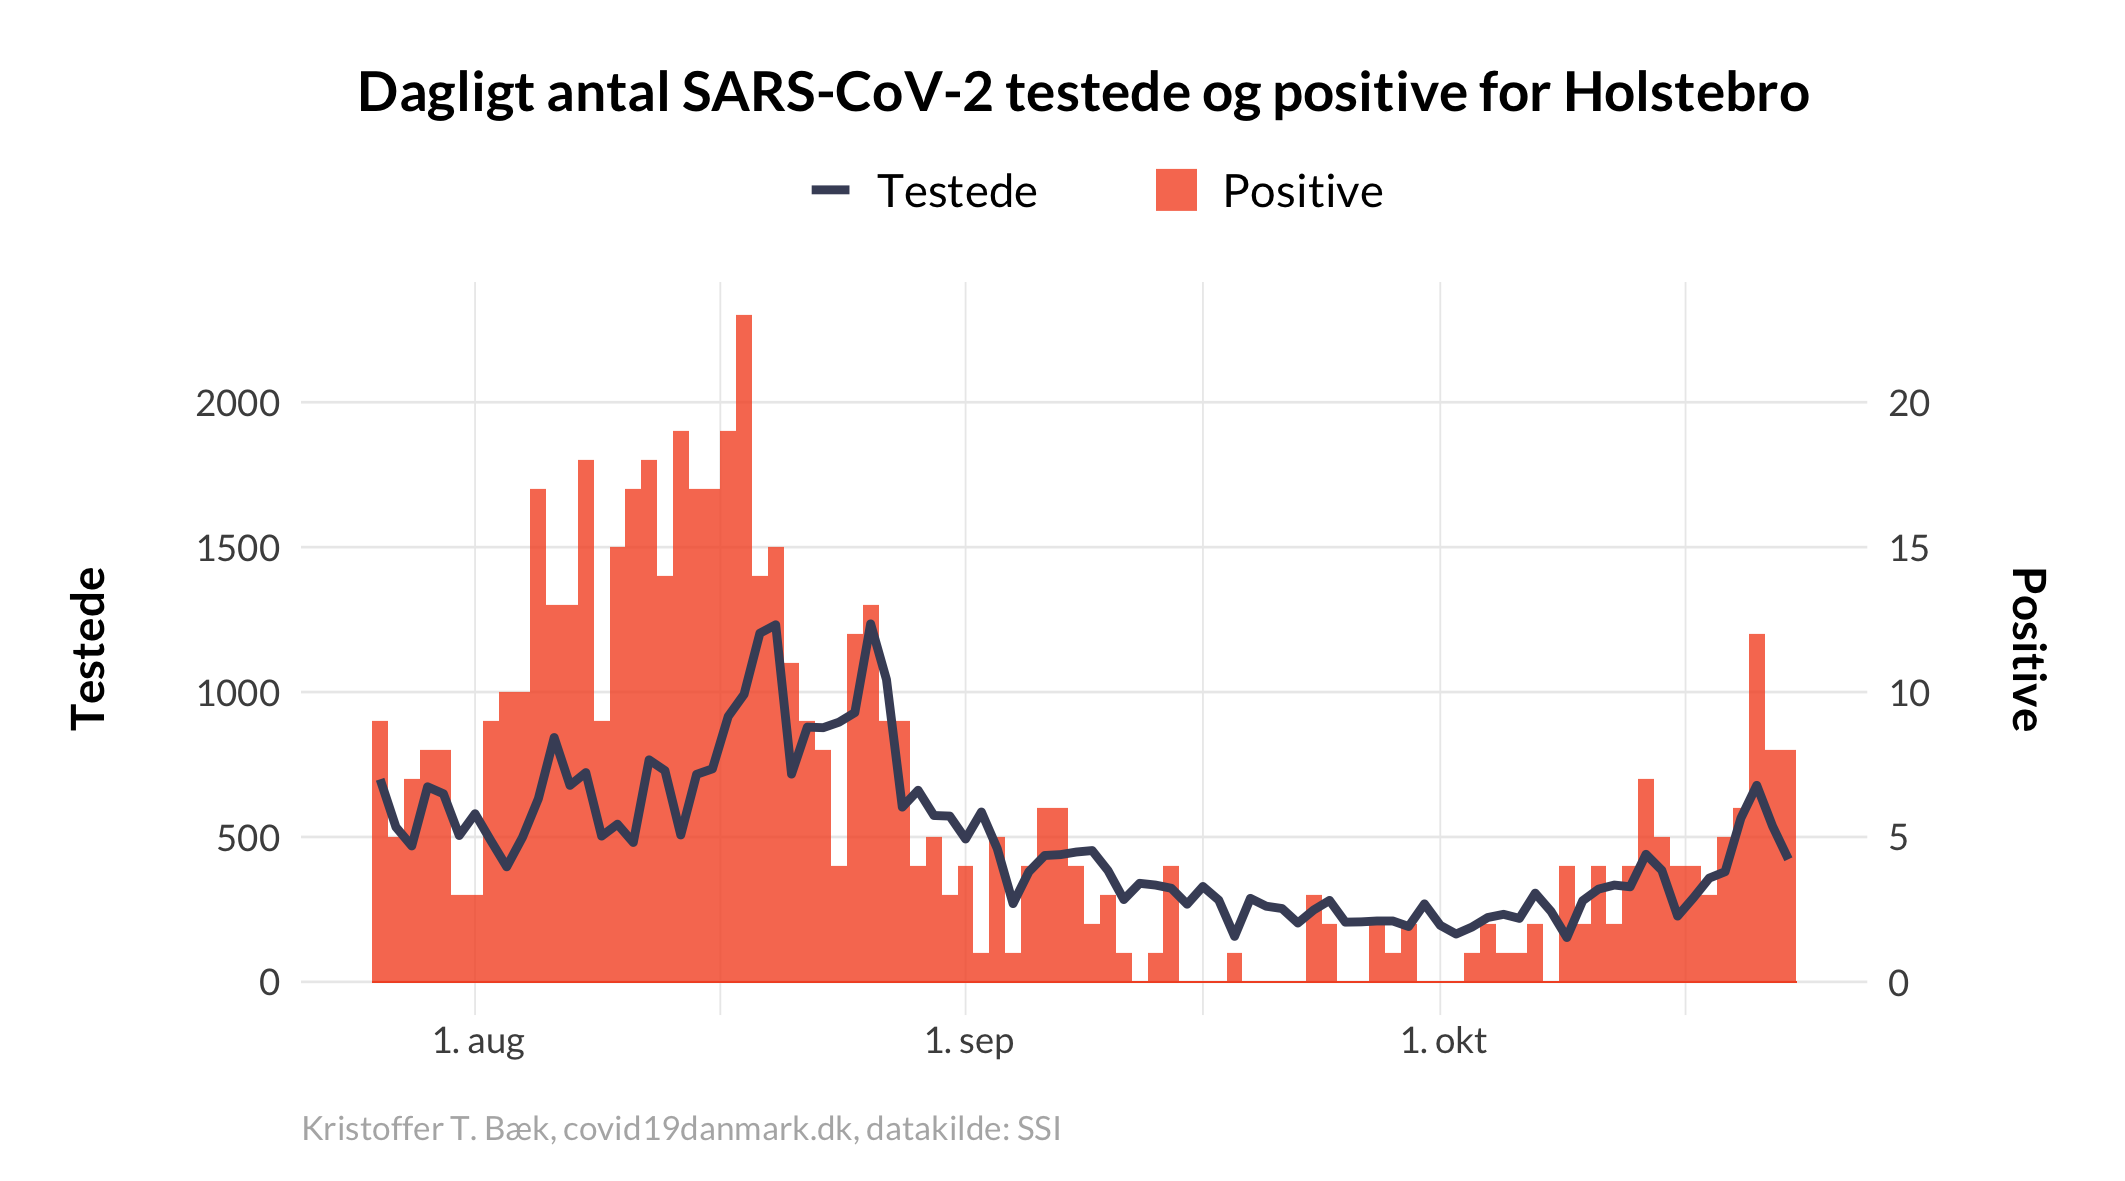 Dagligt antal SARS-CoV-2 testede og positive for Holstebro
Testede
Positive
2000
1500
1000
500
0
Testede
20
15
10
5
0
Positive
1. aug
1. sep
1. okt
Kristoffer T. Bæk, covid19danmark.dk, datakilde: SSI